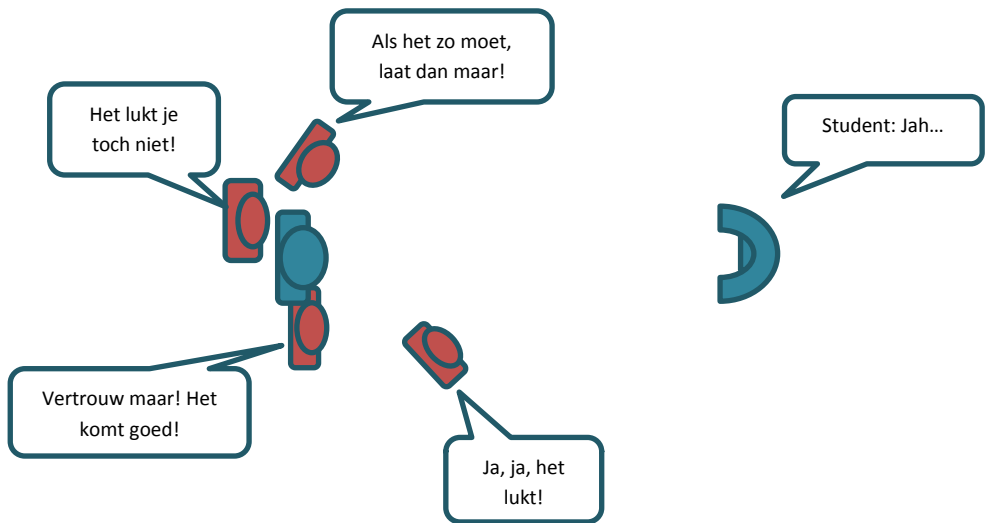 Als het zo moet,
laat dan maar!
Het lukt je
toch niet!
Student: Jah...
Vertrouw maar! Het
komt goed!
Ja, ja, het
lukt!